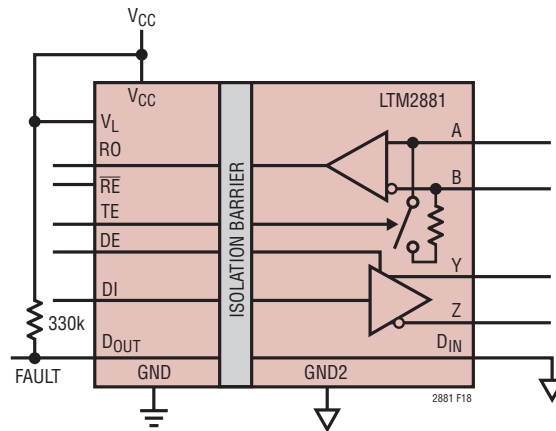 VCC
VCC
LTM2881
VL
A
RO
B
RE
TE
DE
Y
DI
Z
330k
DOUT
DIN
FAULT
GND
GND2
ISOLATION BARRIER
2881 F18